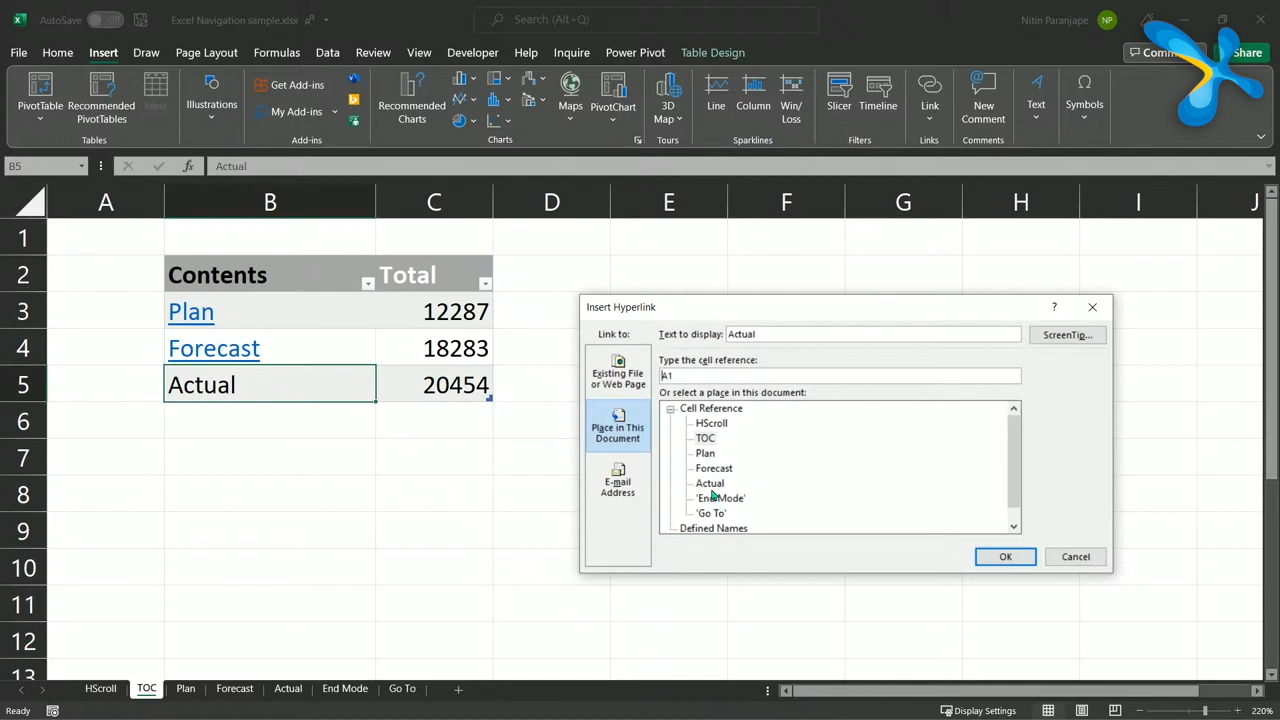 AutoSave Off Excel Navigation sample.xlsx Search (Alt+Q) Nitin Paranjape NP
File Home Insert Draw Page Layout Formulas Data Review View Developer Help Inquire Power Pivot Table Design Share
PivotTable Recommended PivotTables Table Illustrations Get Add-ins My Add-ins Recommended Charts Maps PivotChart 3D Map Line Column Win/Loss Slicer Timeline Link New Comment Text Symbols
Tables Add-ins Charts Tours Sparklines Filters Links Comments
B5 fx Actual
A B C D E F G H I J
1
2 Contents Total
3 Plan 12287
4 Forecast 18283
5 Actual 20454
6
7
8
9
10
11
12
13
Insert Hyperlink ?
Link to: Text to display: Actual ScreenTip...
Existing File or Web Page
Place in This Document
E-mail Address
Type the cell reference:
A1
Or select a place in this document:
Cell Reference
HScroll
TOC
Plan
Forecast
Actual
'End Mode'
'Go To'
Defined Names
OK Cancel
HScroll TOC Plan Forecast Actual End Mode Go To
Ready Display Settings 220%